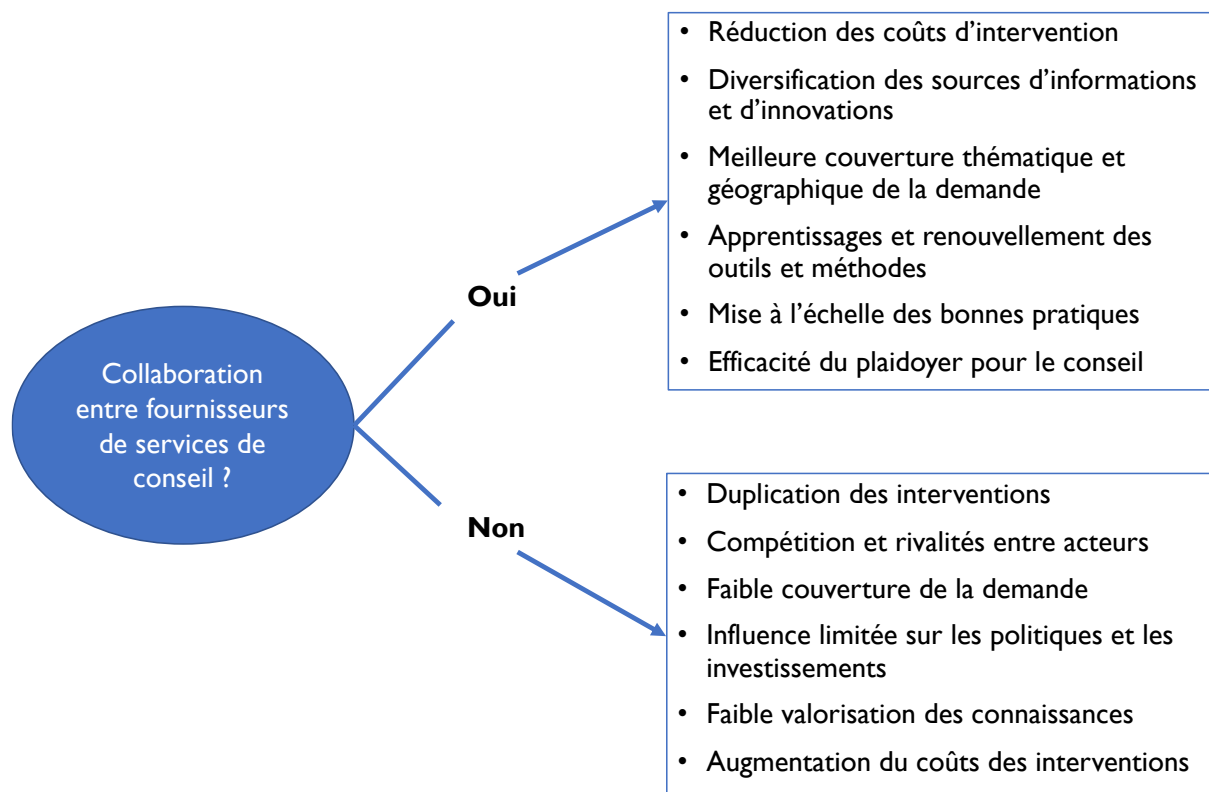 Collaboration
entre fournisseurs
de services de
conseil ?
Oui
• Réduction des coûts d’intervention
• Diversification des sources d’informations
et d’innovations
• Meilleure couverture thématique et
géographique de la demande
• Apprentissages et renouvellement des
outils et méthodes
• Mise à l’échelle des bonnes pratiques
• Efficacité du plaidoyer pour le conseil
Non
• Duplication des interventions
• Compétition et rivalités entre acteurs
• Faible couverture de la demande
• Influence limitée sur les politiques et les
investissements
• Faible valorisation des connaissances
• Augmentation du coûts des interventions